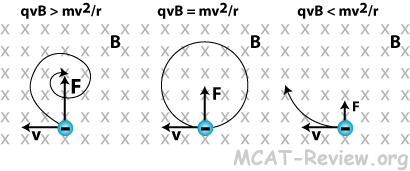 qvB > mv²/r qvB = mv²/r qvB < mv²/r
B B B
F F F
v v v
MCAT-Review.org